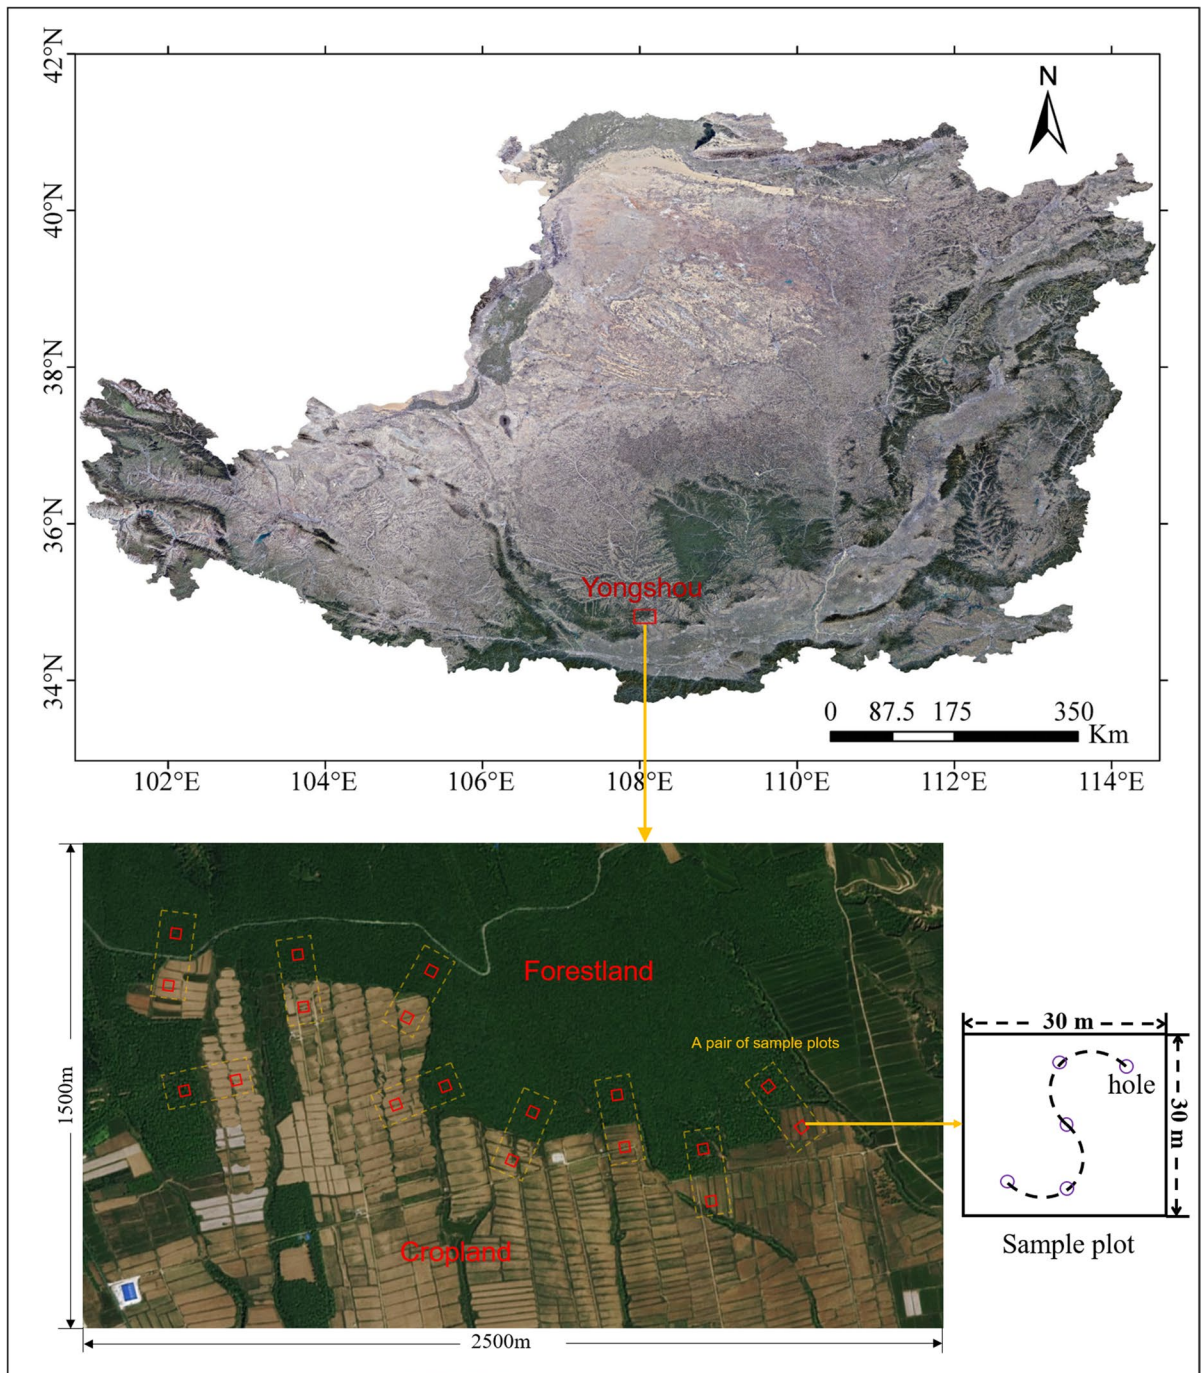 42°N
40°N
38°N
36°N
34°N
N
Yongshou
0 87.5 175 350
Km
102°E 104°E 106°E 108°E 110°E 112°E 114°E
Forestland
A pair of sample plots
Cropland
1500m
2500m
30 m
30 m
hole
Sample plot